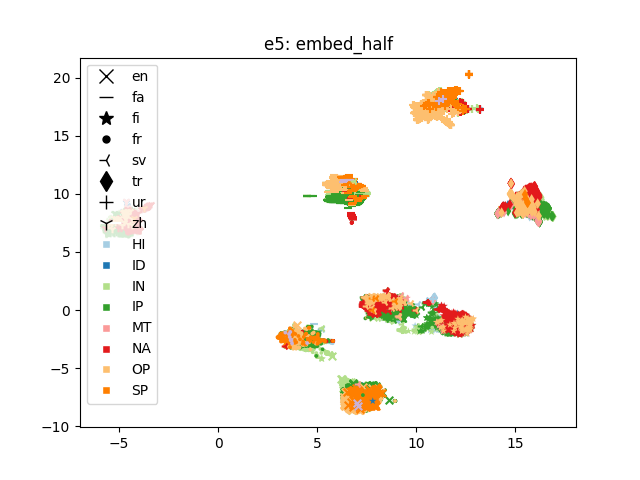 e5: embed_half
20
15
10
5
0
−5
−10
−5
0
5
10
15
en
fa
fi
fr
sv
tr
ur
zh
HI
ID
IN
IP
MT
NA
OP
SP